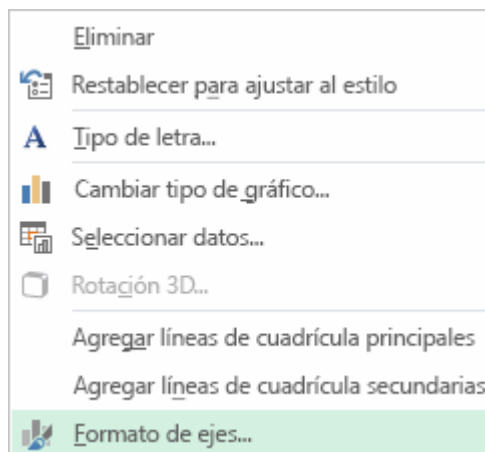 Eliminar
Restablecer para ajustar al estilo
Tipo de letra...
Cambiar tipo de gráfico...
Seleccionar datos...
Rotación 3D...
Agregar líneas de cuadrícula principales
Agregar líneas de cuadrícula secundarias
Formato de ejes...